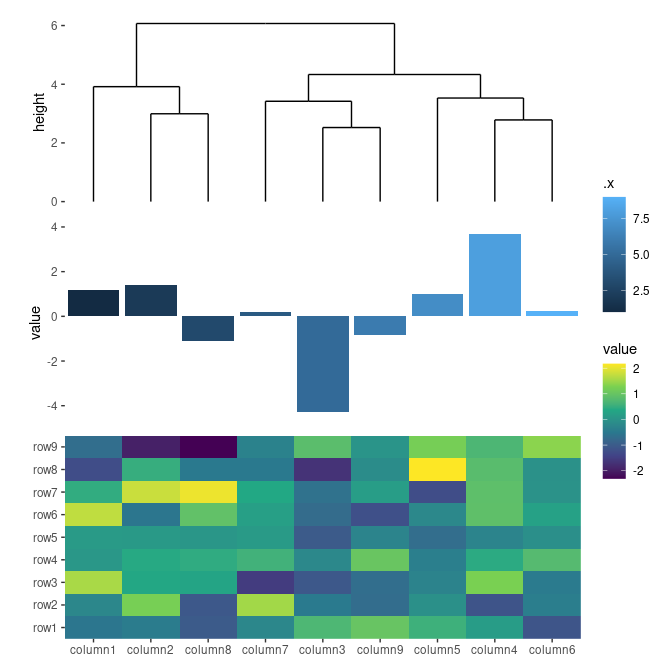 6
4
height
2
0
4
2
value
0
-2
-4
.x
7.5
5.0
2.5
value
2
1
0
-1
-2
row9
row8
row7
row6
row5
row4
row3
row2
row1
column1 column2 column8 column7 column3 column9 column5 column4 column6